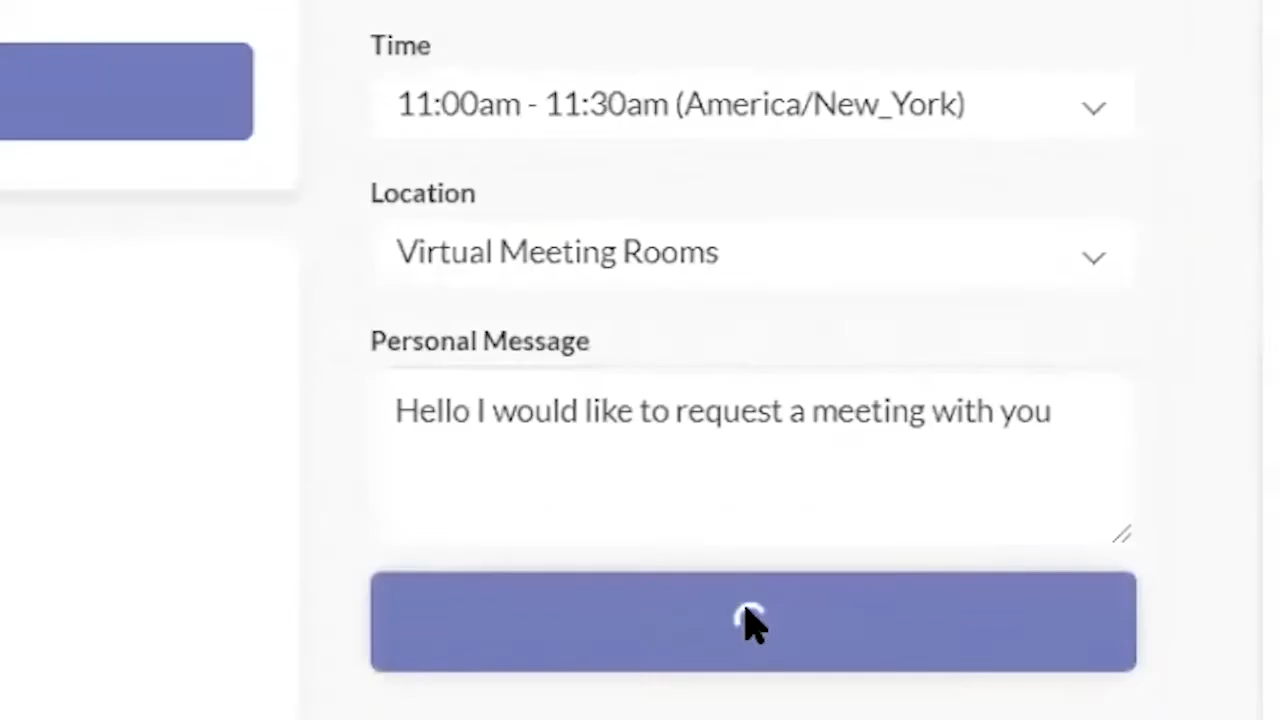 Time
11:00am - 11:30am (America/New_York)
Location
Virtual Meeting Rooms
Personal Message
Hello I would like to request a meeting with you